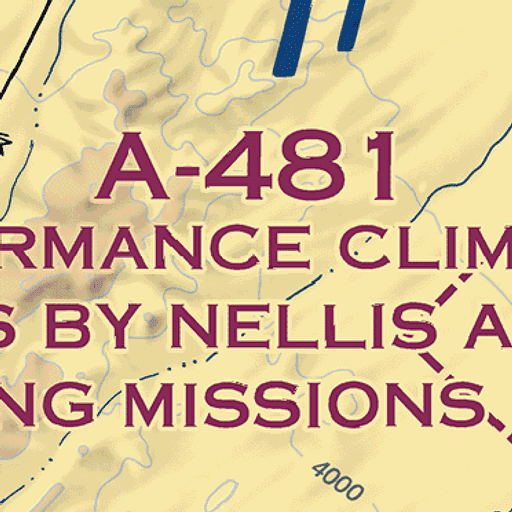 A-481
RMANCE CLIM
S BY NELLIS A
NG MISSIONS
4000